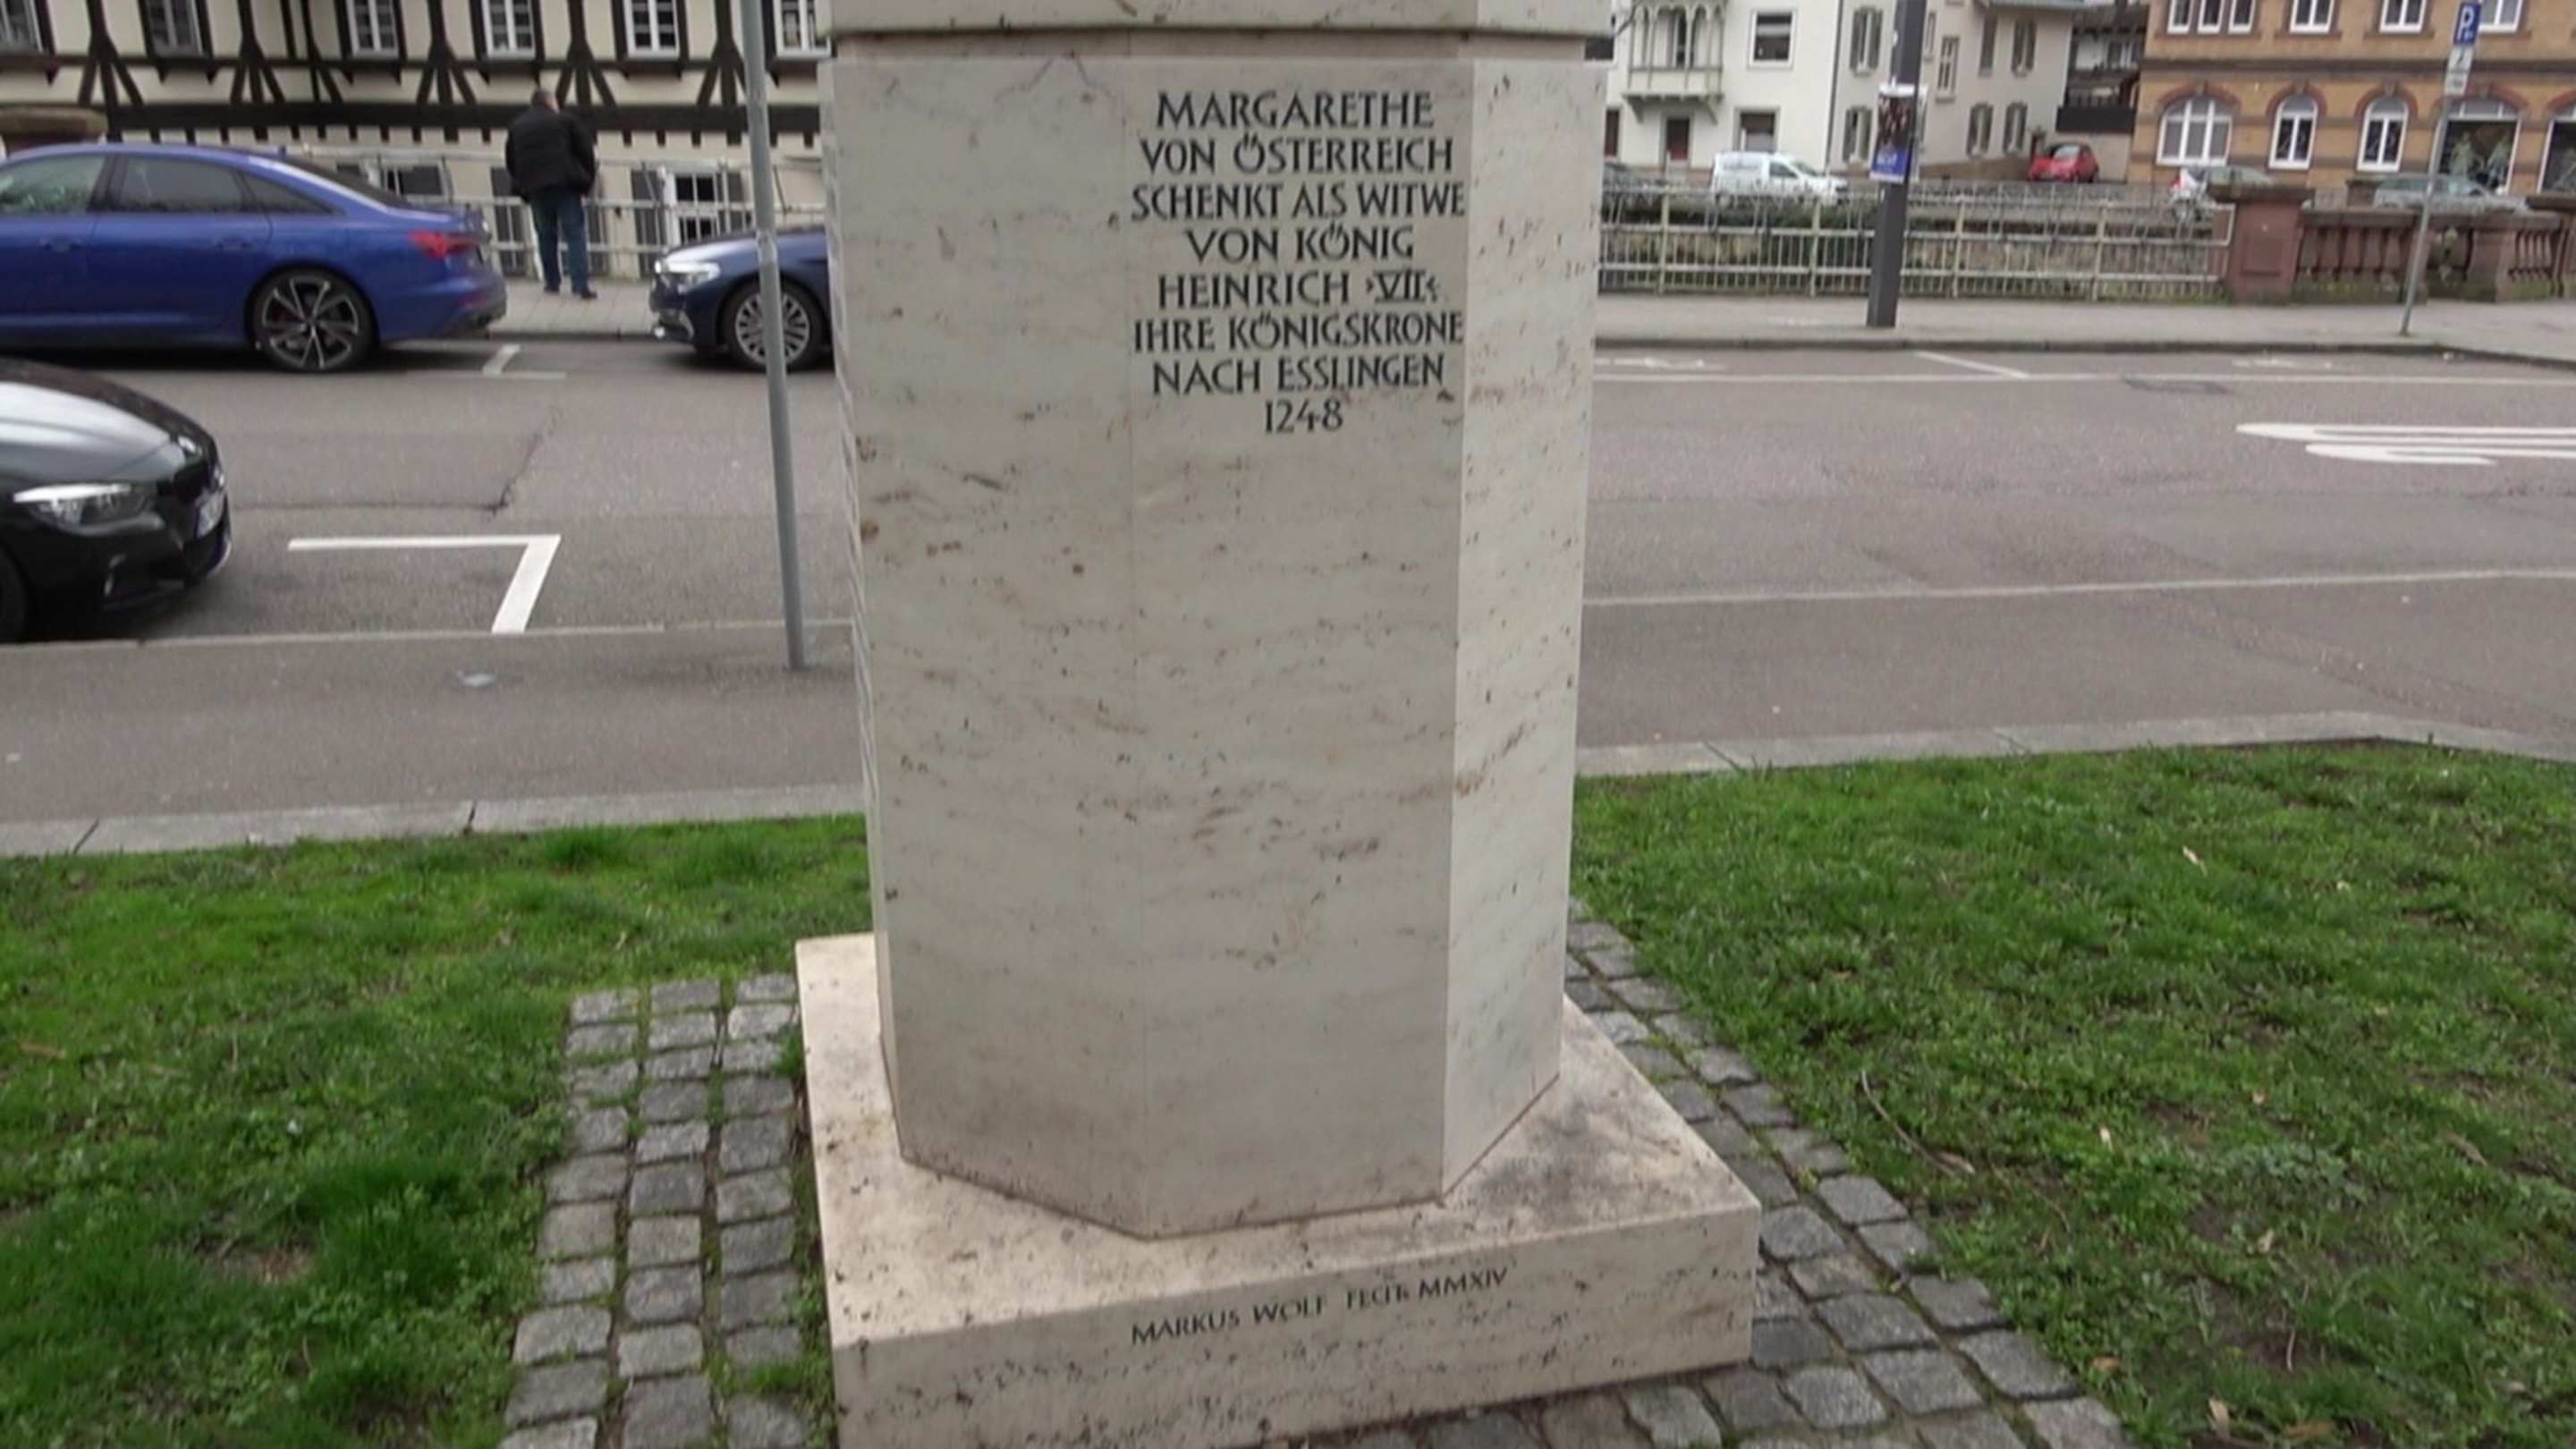 MARGARETHE
VON ÖSTERREICH
SCHENKT ALS WITWE
VON KÖNIG
HEINRICH ›VII‹
IHRE KÖNIGSKRONE
NACH ESSLINGEN
1248
MARKUS WOLF FECIT MMXIV
P